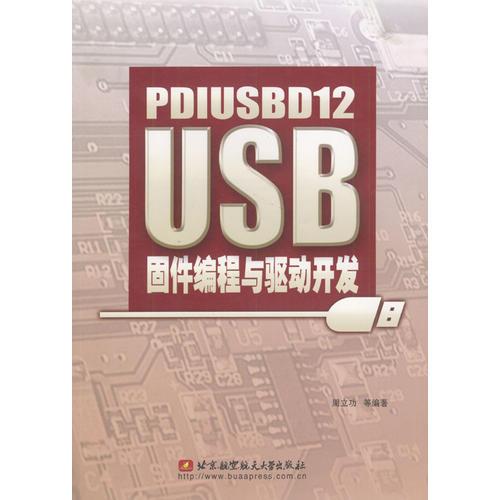 PDIUSBD12
USB
固件编程与驱动开发
周立功 等编著
北京航空航天大学出版社
www.buaapress.com.cn